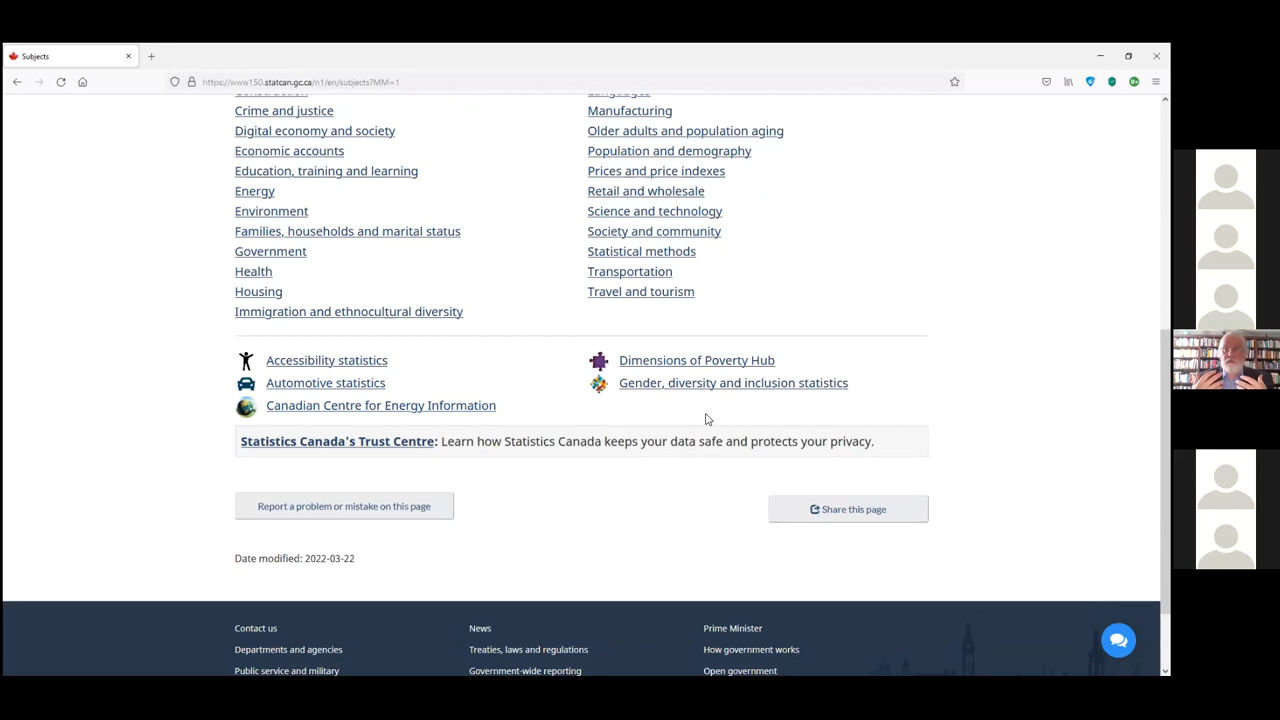 Subjects
https://www150.statcan.gc.ca/n1/en/subjects?MM=1
Construction
Languages
Crime and justice
Manufacturing
Digital economy and society
Older adults and population aging
Economic accounts
Population and demography
Education, training and learning
Prices and price indexes
Energy
Retail and wholesale
Environment
Science and technology
Families, households and marital status
Society and community
Government
Statistical methods
Health
Transportation
Housing
Travel and tourism
Immigration and ethnocultural diversity
Accessibility statistics
Dimensions of Poverty Hub
Automotive statistics
Gender, diversity and inclusion statistics
Canadian Centre for Energy Information
Statistics Canada's Trust Centre: Learn how Statistics Canada keeps your data safe and protects your privacy.
Report a problem or mistake on this page
Share this page
Date modified: 2022-03-22
Contact us
News
Prime Minister
Departments and agencies
Treaties, laws and regulations
How government works
Public service and military
Government-wide reporting
Open government